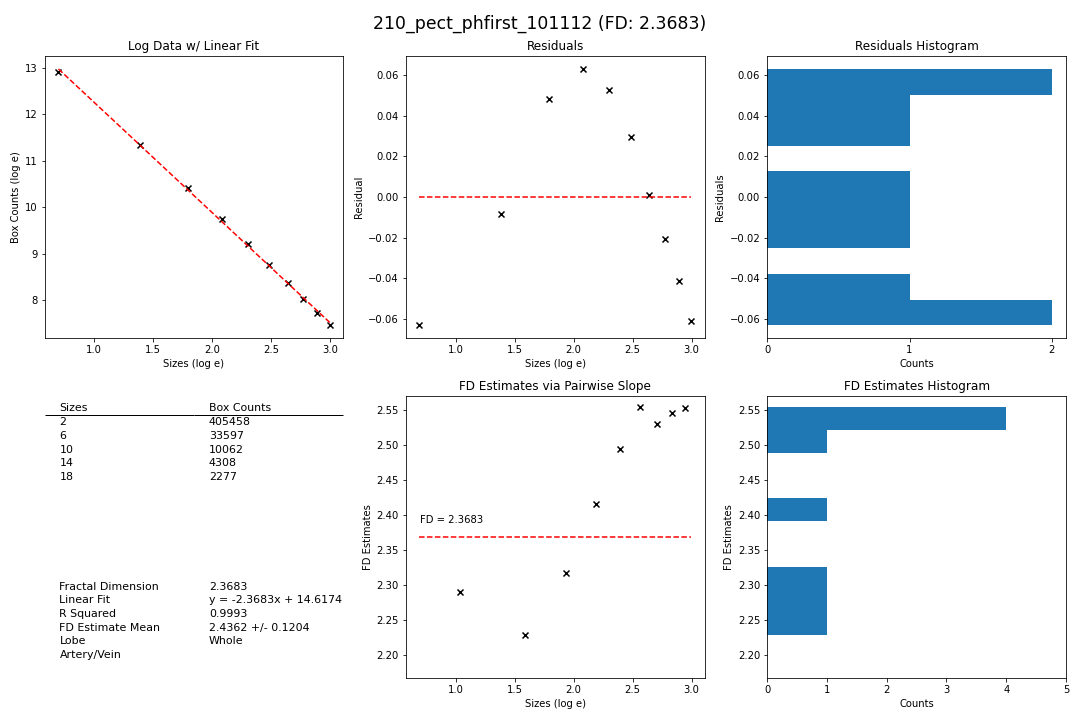 210_pect_phfirst_101112 (FD: 2.3683)
Log Data w/ Linear Fit
13
12
11
10
9
8
Box Counts (log e)
1.0 1.5 2.0 2.5 3.0
Sizes (log e)
Residuals
0.06
0.04
0.02
0.00
−0.02
−0.04
−0.06
Residual
1.0 1.5 2.0 2.5 3.0
Sizes (log e)
Residuals Histogram
0.06
0.04
0.02
0.00
−0.02
−0.04
−0.06
Residuals
0 1 2
Counts
Sizes Box Counts
2 405458
6 33597
10 10062
14 4308
18 2277
Fractal Dimension 2.3683
Linear Fit y = -2.3683x + 14.6174
R Squared 0.9993
FD Estimate Mean 2.4362 +/- 0.1204
Lobe Whole
Artery/Vein
FD Estimates via Pairwise Slope
2.55
2.50
2.45
2.40
2.35
2.30
2.25
2.20
FD Estimates
FD = 2.3683
1.0 1.5 2.0 2.5 3.0
Sizes (log e)
FD Estimates Histogram
2.55
2.50
2.45
2.40
2.35
2.30
2.25
2.20
FD Estimates
0 1 2 3 4 5
Counts